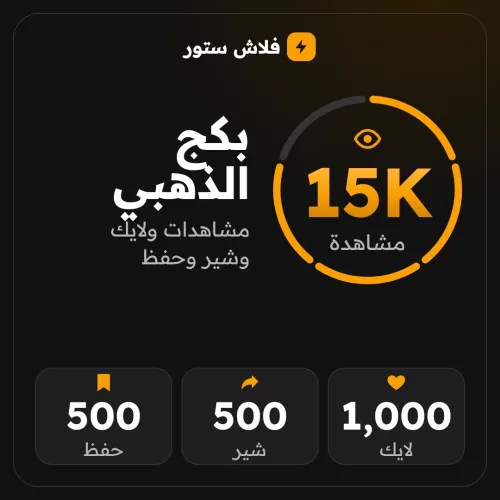 فلاش ستور
بكج
الذهبي
مشاهدات ولايك
وشير وحفظ
15K
مشاهدة
1,000
لايك
500
شير
500
حفظ